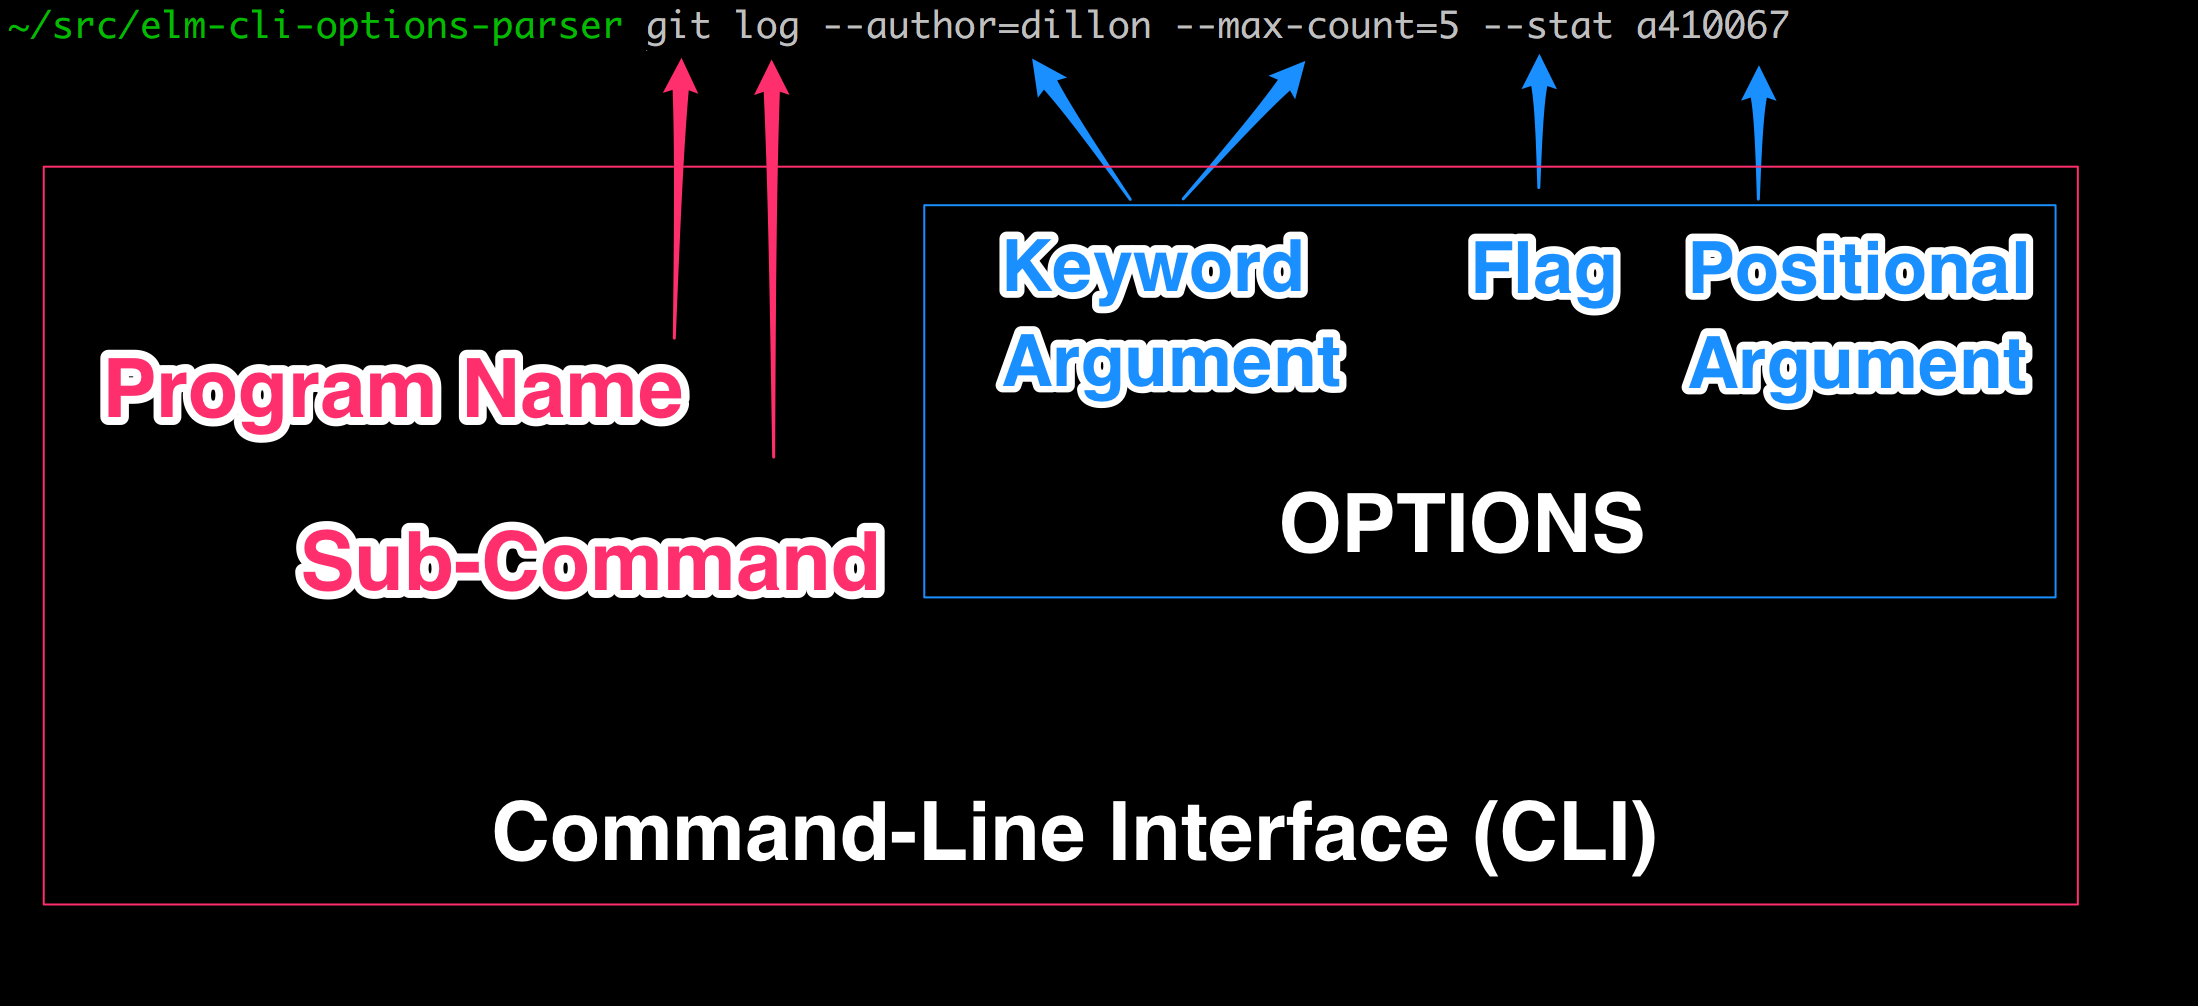 ~/src/elm-cli-options-parser git log --author=dillon --max-count=5 --stat a410067
Keyword Argument
Flag
Positional Argument
Program Name
OPTIONS
Sub-Command
Command-Line Interface (CLI)